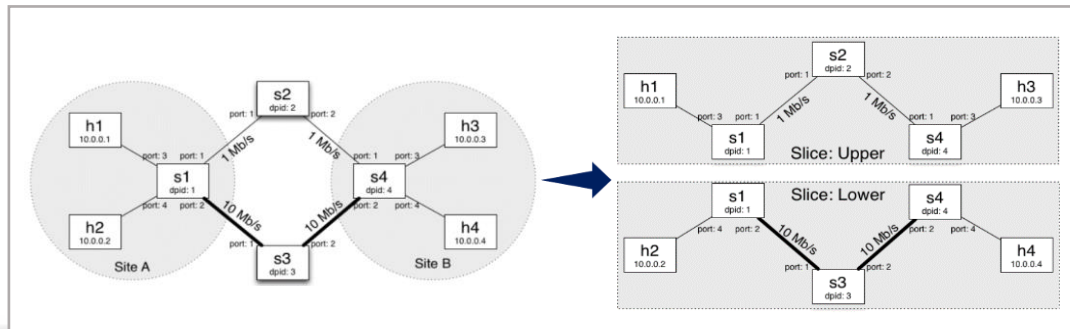 s2
dpid: 2
port: 1
port: 2
h1
10.0.0.1
1 Mb/s
1 Mb/s
h3
10.0.0.3
port: 3
port: 1
port: 1
port: 3
s1
dpid: 1
s4
dpid: 4
port: 4
port: 2
port: 2
port: 4
h2
10.0.0.2
10 Mb/s
10 Mb/s
h4
10.0.0.4
port: 1
port: 2
Site A
s3
dpid: 3
Site B
s2
dpid: 2
port: 1
port: 2
h1
10.0.0.1
1 Mb/s
1 Mb/s
h3
10.0.0.3
port: 3
port: 1
port: 1
port: 3
s1
dpid: 1
s4
dpid: 4
Slice: Upper
Slice: Lower
s1
dpid: 1
s4
dpid: 4
port: 4
port: 2
port: 2
port: 4
h2
10.0.0.2
10 Mb/s
10 Mb/s
h4
10.0.0.4
port: 1
port: 2
s3
dpid: 3